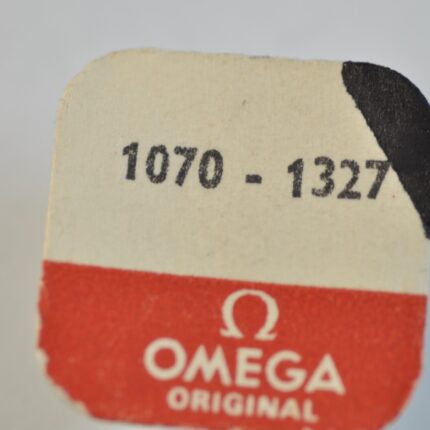 1070 - 1327
Ω
OMEGA
ORIGINAL